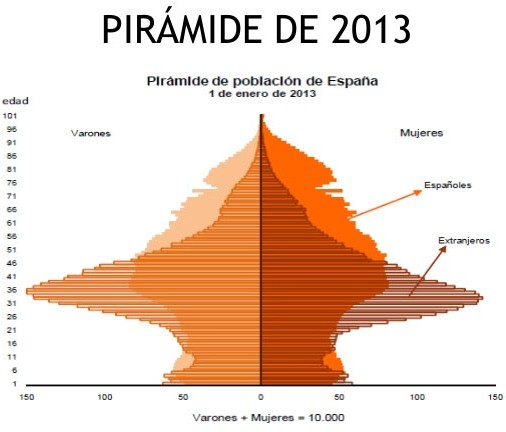 PIRÁMIDE DE 2013
Pirámide de población de España
1 de enero de 2013
edad
Varones
Mujeres
Españoles
Extranjeros
101
96
91
86
81
76
71
66
61
56
51
46
41
36
31
26
21
16
11
6
1
150 100 50 0 50 100 150
Varones + Mujeres = 10.000